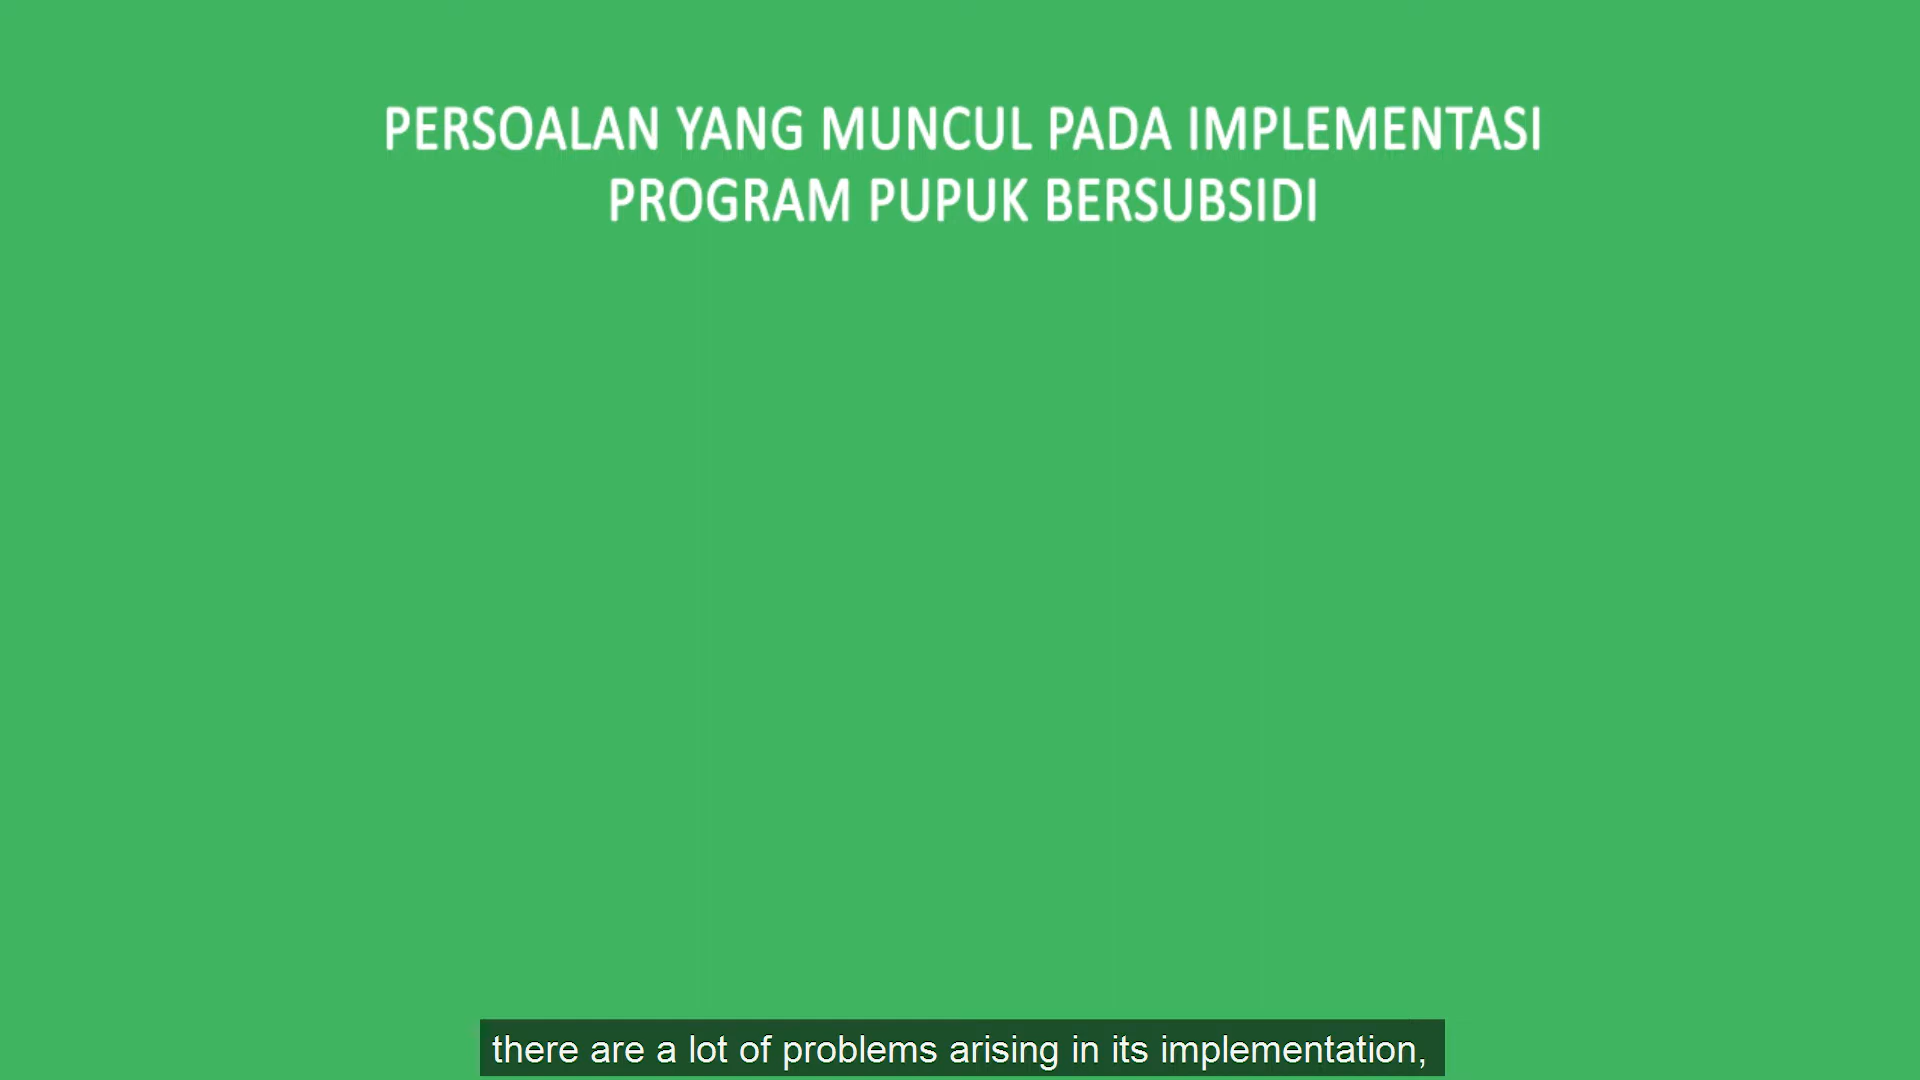 PERSOALAN YANG MUNCUL PADA IMPLEMENTASI
PROGRAM PUPUK BERSUBSIDI
there are a lot of problems arising in its implementation,